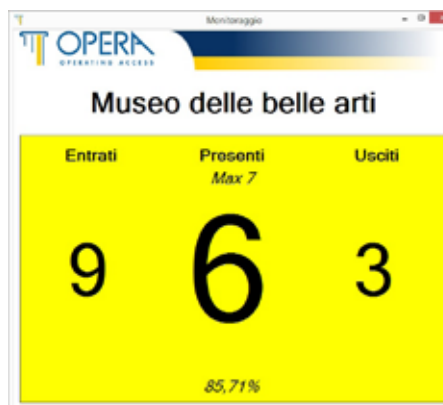 Monitoraggio
OPERA
OPERATING ACCESS
Museo delle belle arti
Entrati Presenti Usciti
Max 7
9 6 3
85,71%